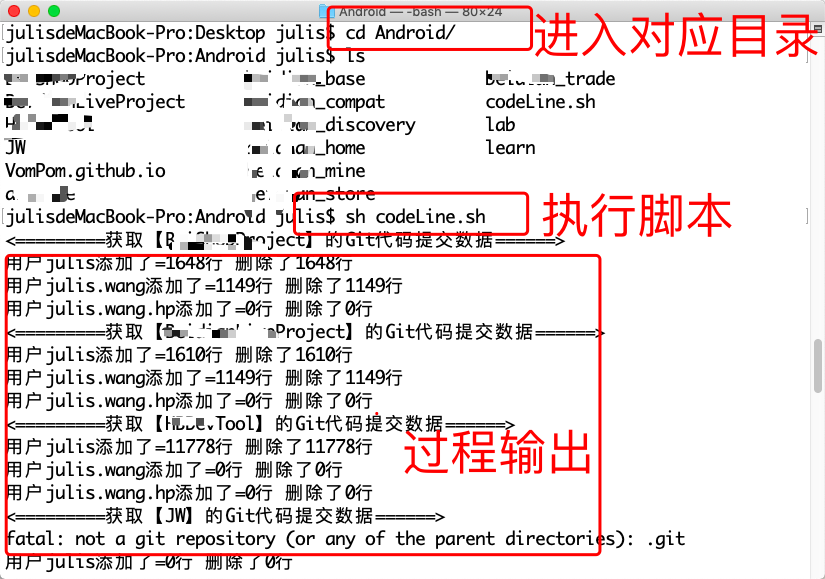 Android — -bash — 80×24
[julisdeMacBook-Pro:Desktop julis$ cd Android/
进入对应目录
[julisdeMacBook-Pro:Android julis$ ls
Project _base _trade
LiveProject _compat codeLine.sh
_discovery lab
JW _home learn
VomPom.github.io _mine
_store
[julisdeMacBook-Pro:Android julis$ sh codeLine.sh
执行脚本
<=========获取【Project】的Git代码提交数据======>
用户julis添加了=1648行 删除了1648行
用户julis.wang添加了=1149行 删除了1149行
用户julis.wang.hp添加了=0行 删除了0行
<=========获取【Project】的Git代码提交数据======>
用户julis添加了=1610行 删除了1610行
用户julis.wang添加了=1149行 删除了1149行
用户julis.wang.hp添加了=0行 删除了0行
<=========获取【Tool】的Git代码提交数据======>
用户julis添加了=11778行 删除了11778行
过程输出
用户julis.wang添加了=0行 删除了0行
用户julis.wang.hp添加了=0行 删除了0行
<=========获取【JW】的Git代码提交数据======>
fatal: not a git repository (or any of the parent directories): .git
用户julis添加了=0行 删除了0行